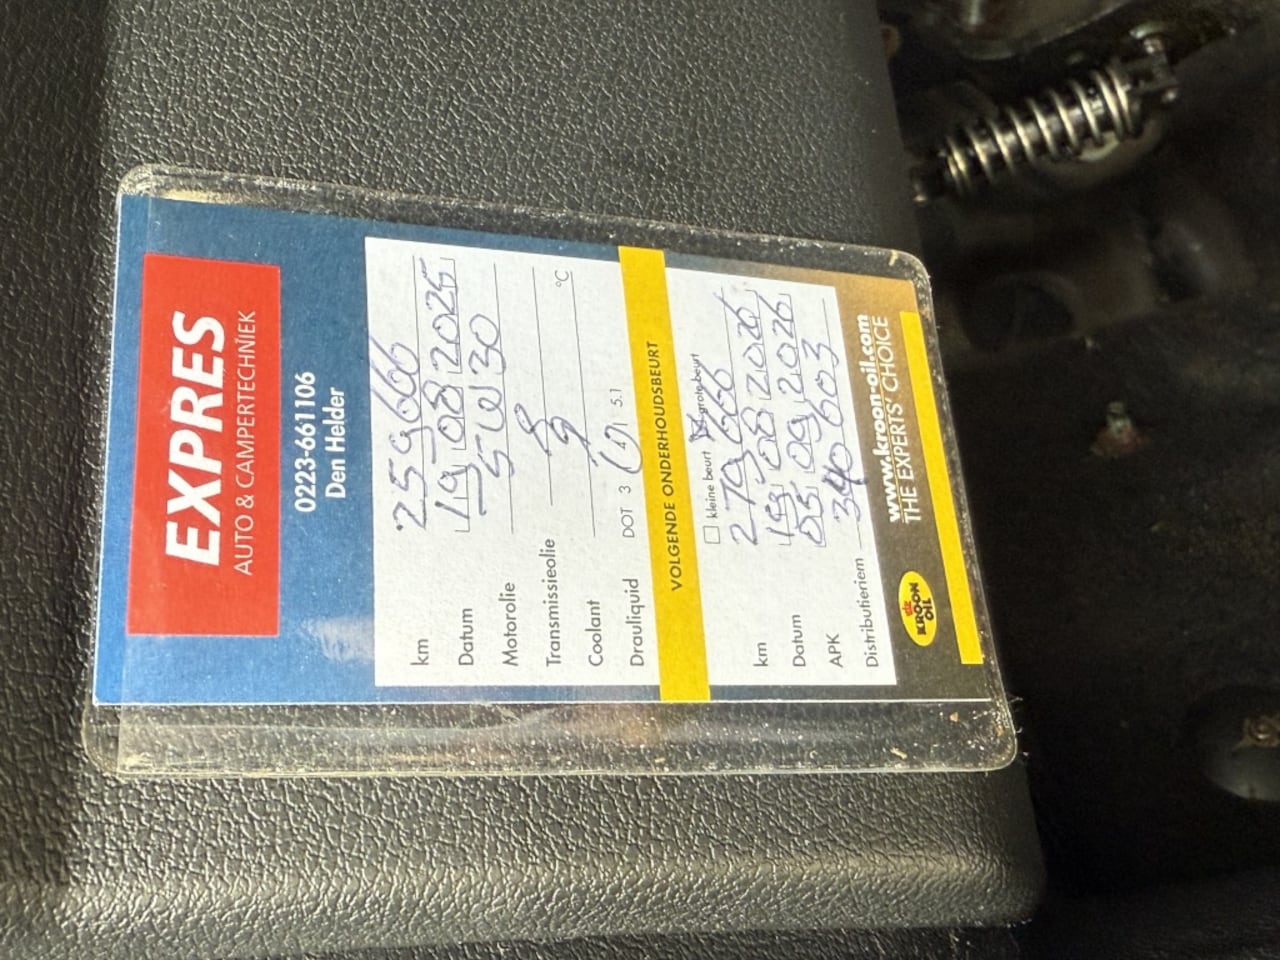 EXPRES
AUTO & CAMPERTECHNIEK
0223-661106
Den Helder
km 259666
Datum 19 08 2025
Motorolie 5W30
Transmissieolie
Coolant °C
Drauliquid DOT 3 4 5.1
VOLGENDE ONDERHOUDSBEURT
kleine beurt grote beurt
km 279666
Datum 19 08 2026
APK 05 09 2026
Distributieriem 340603
KROON OIL
www.kroon-oil.com
THE EXPERTS' CHOICE